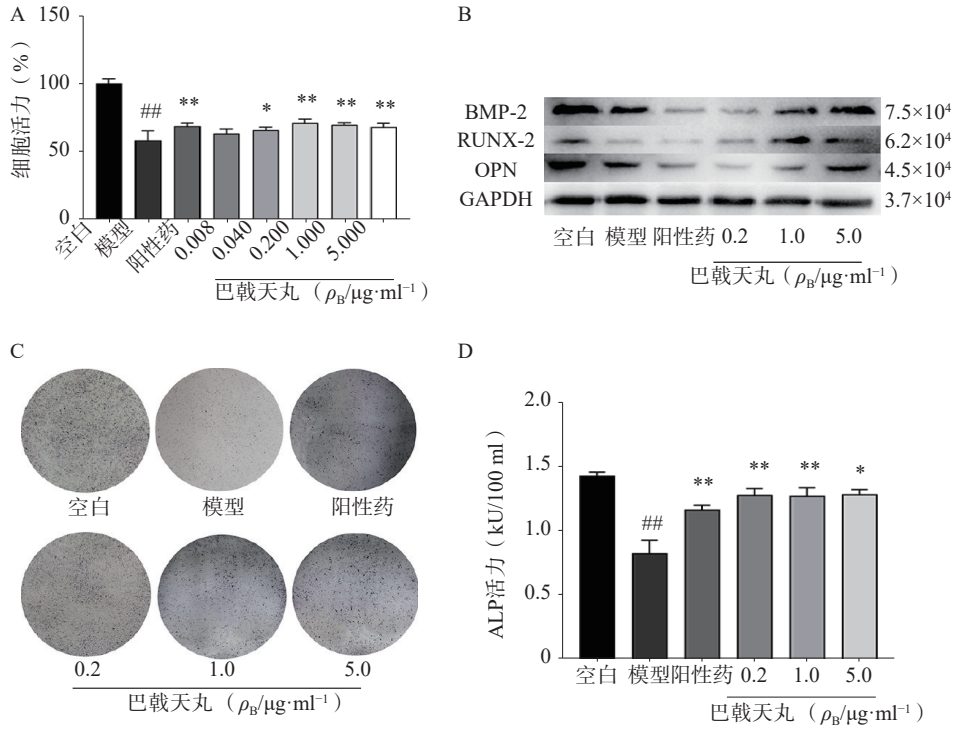 A
150
100
50
0
细胞活力（%）
##
**
*
**
**
**
空白
模型
阳性药
0.008
0.040
0.200
1.000
5.000
巴戟天丸（ρB/μg·ml⁻¹）
B
BMP-2
7.5×10⁴
RUNX-2
6.2×10⁴
OPN
4.5×10⁴
GAPDH
3.7×10⁴
空白 模型 阳性药 0.2 1.0 5.0
巴戟天丸（ρB/μg·ml⁻¹）
C
空白 模型 阳性药
0.2 1.0 5.0
巴戟天丸（ρB/μg·ml⁻¹）
D
2.0
1.5
1.0
0.5
0
ALP活力（kU/100 ml）
##
**
**
**
*
空白 模型 阳性药 0.2 1.0 5.0
巴戟天丸（ρB/μg·ml⁻¹）